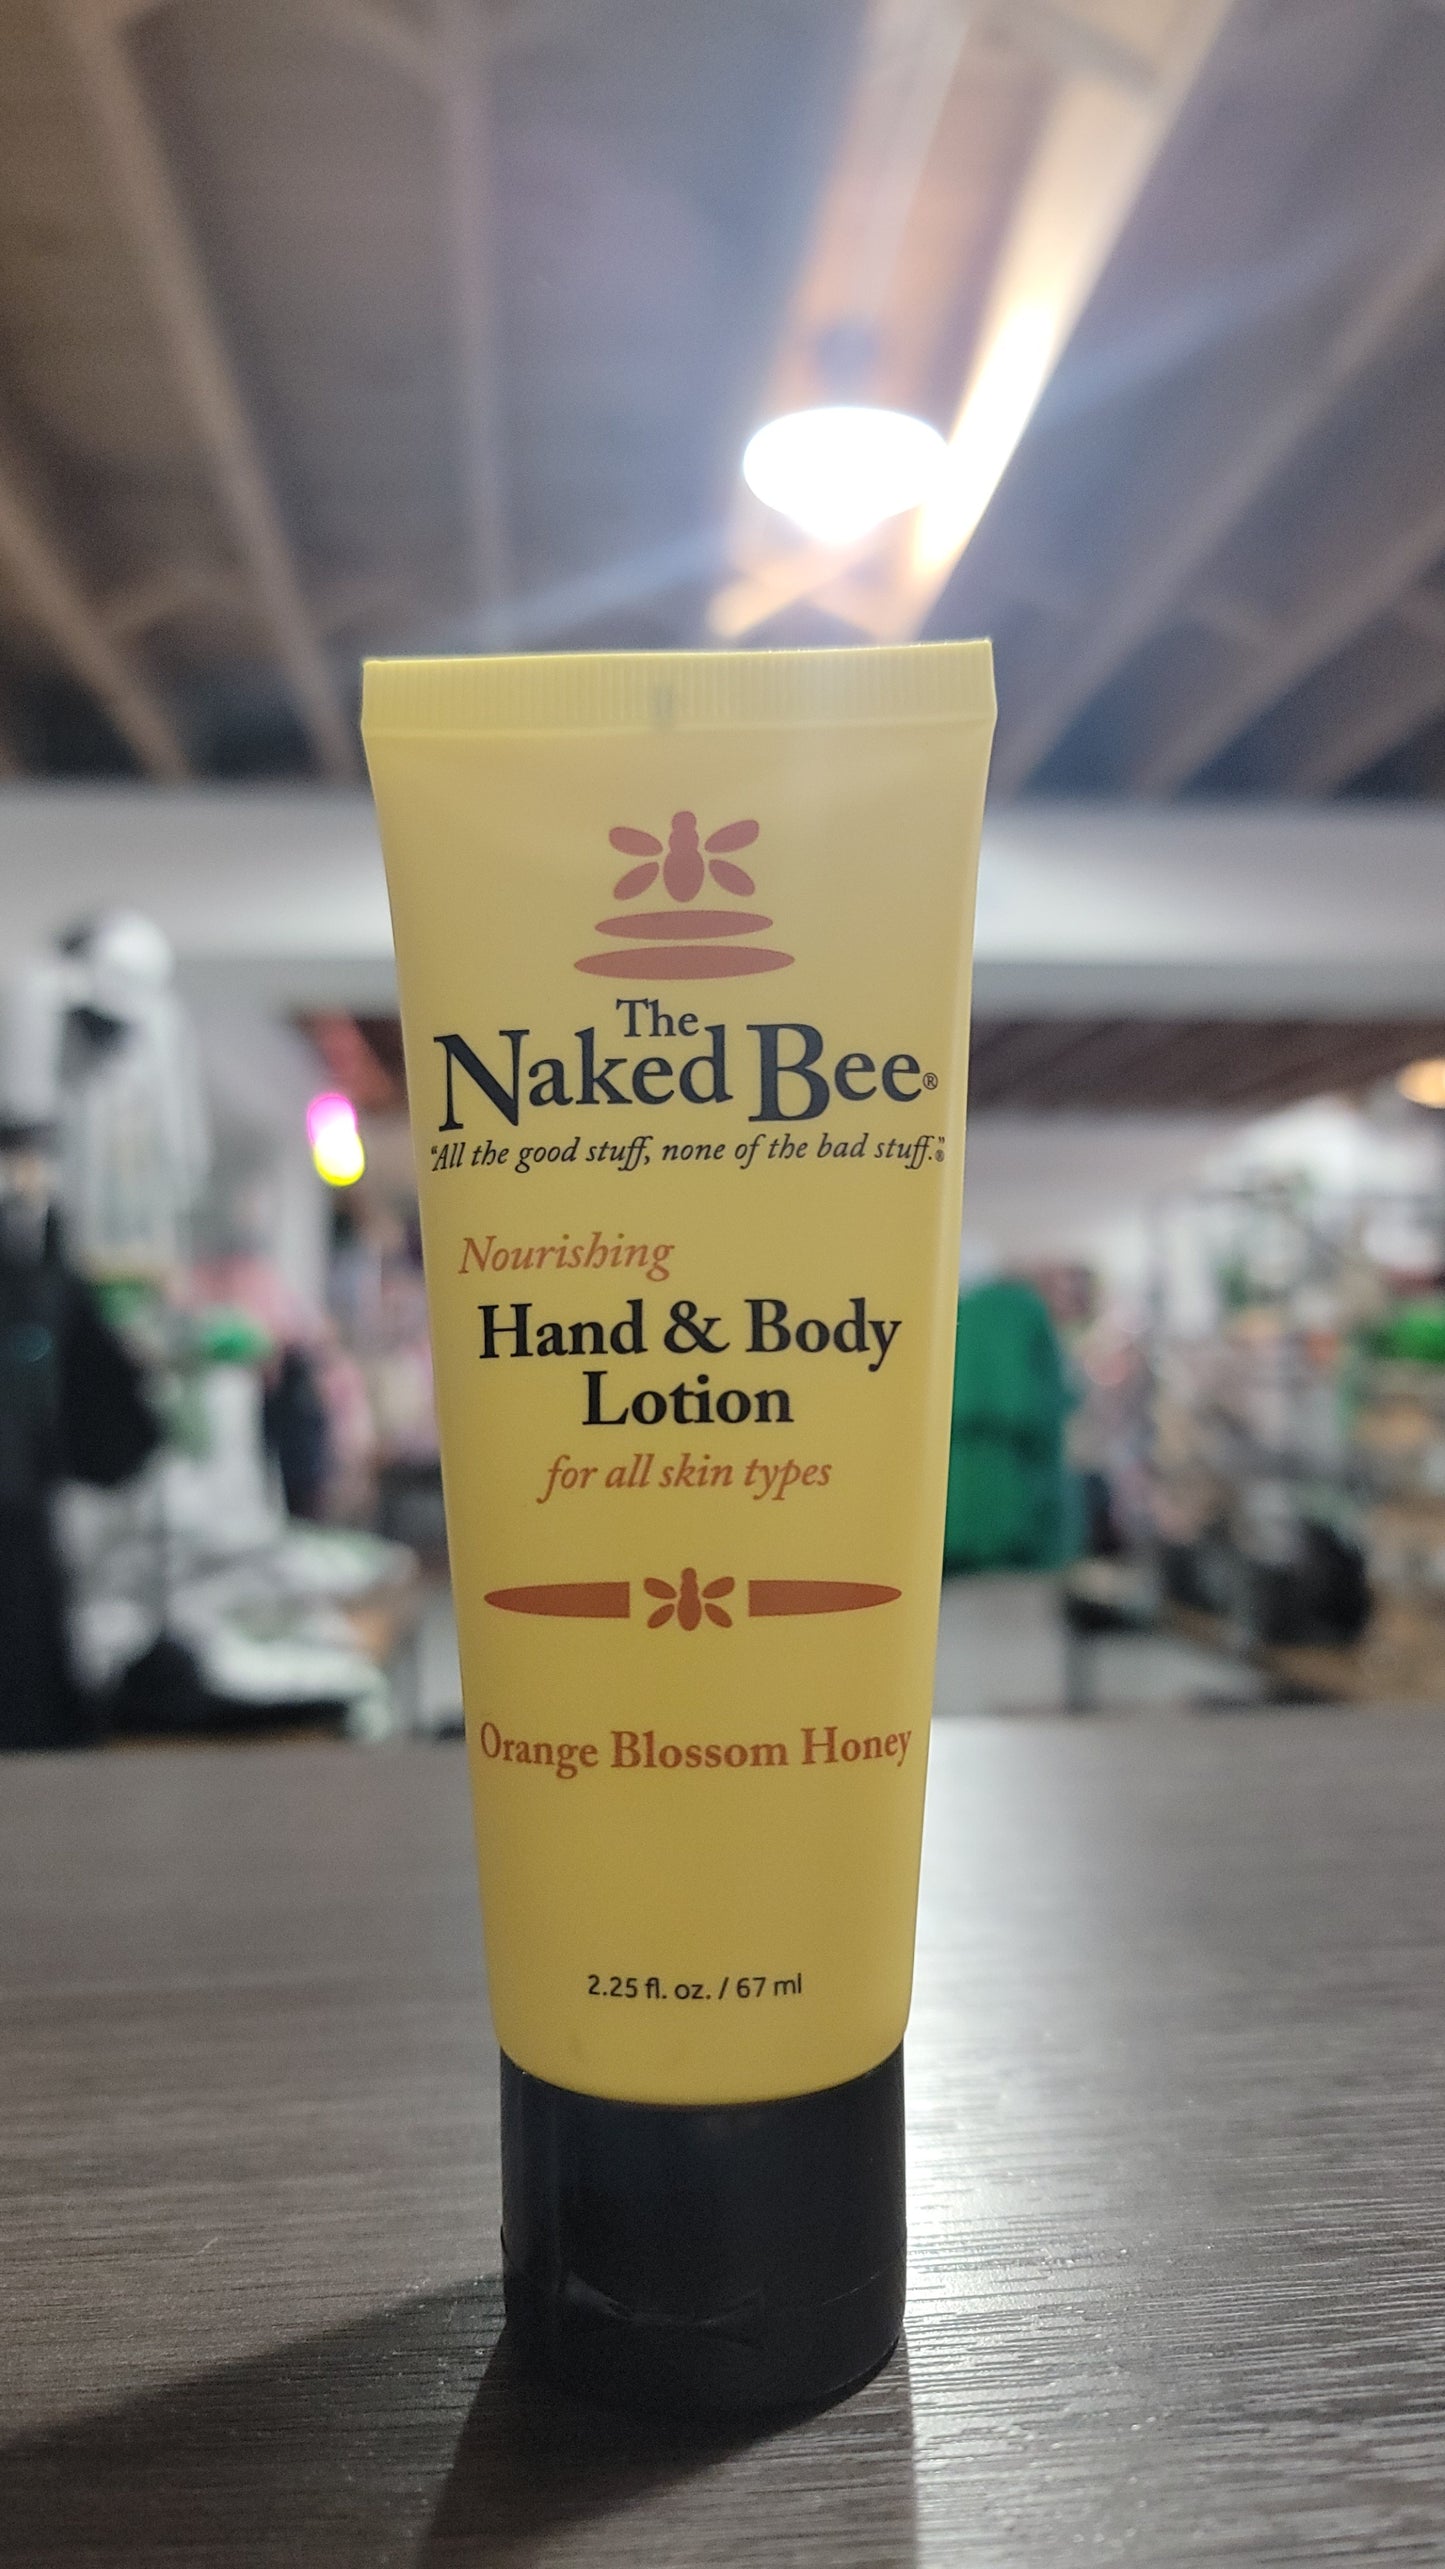 The
Naked Bee®
"All the good stuff, none of the bad stuff."®
Nourishing
Hand & Body
Lotion
for all skin types
Orange Blossom Honey
2.25 fl. oz. / 67 ml